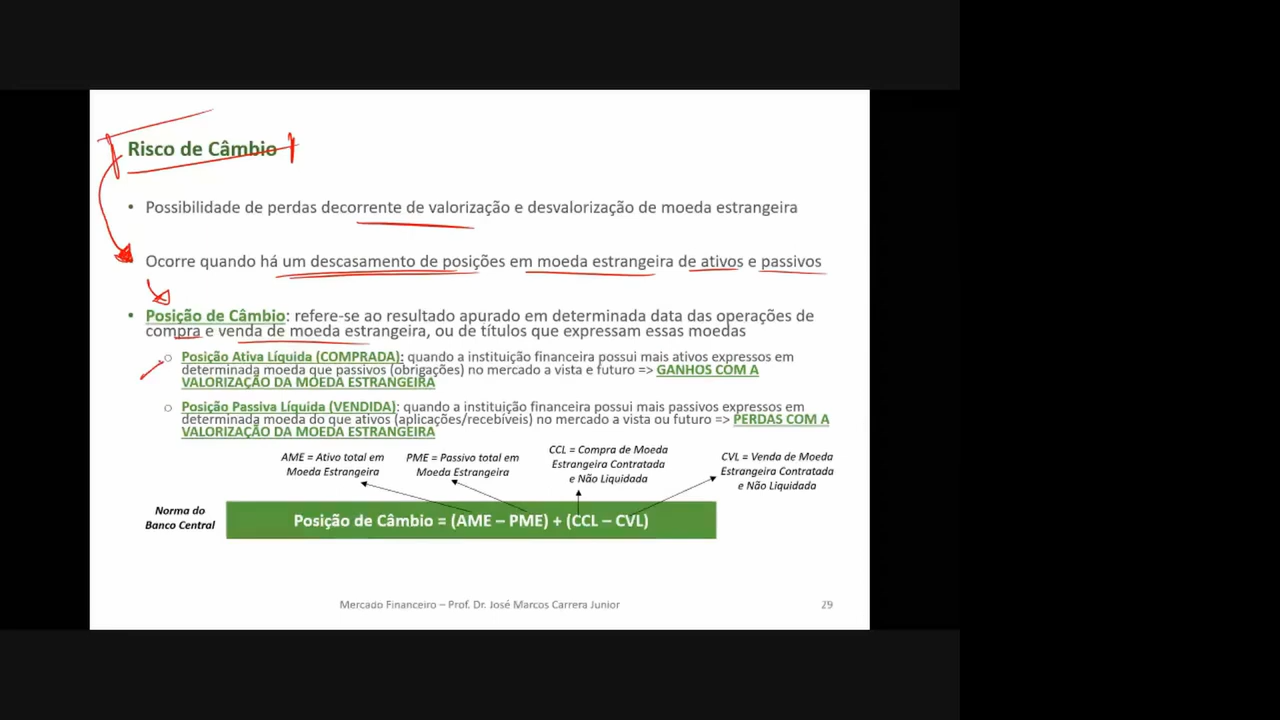 Risco de Câmbio
• Possibilidade de perdas decorrente de valorização e desvalorização de moeda estrangeira
Ocorre quando há um descasamento de posições em moeda estrangeira de ativos e passivos
• Posição de Câmbio: refere-se ao resultado apurado em determinada data das operações de
compra e venda de moeda estrangeira, ou de títulos que expressam essas moedas
o Posição Ativa Líquida (COMPRADA): quando a instituição financeira possui mais ativos expressos em
determinada moeda que passivos (obrigações) no mercado a vista e futuro => GANHOS COM A
VALORIZAÇÃO DA MOEDA ESTRANGEIRA
o Posição Passiva Líquida (VENDIDA): quando a instituição financeira possui mais passivos expressos em
determinada moeda do que ativos (aplicações/recebíveis) no mercado a vista ou futuro => PERDAS COM A
VALORIZAÇÃO DA MOEDA ESTRANGEIRA
AME = Ativo total em
Moeda Estrangeira
PME = Passivo total em
Moeda Estrangeira
CCL = Compra de Moeda
Estrangeira Contratada
e Não Liquidada
CVL = Venda de Moeda
Estrangeira Contratada
e Não Liquidada
Norma do
Banco Central
Posição de Câmbio = (AME – PME) + (CCL – CVL)
Mercado Financeiro – Prof. Dr. José Marcos Carrera Junior
29